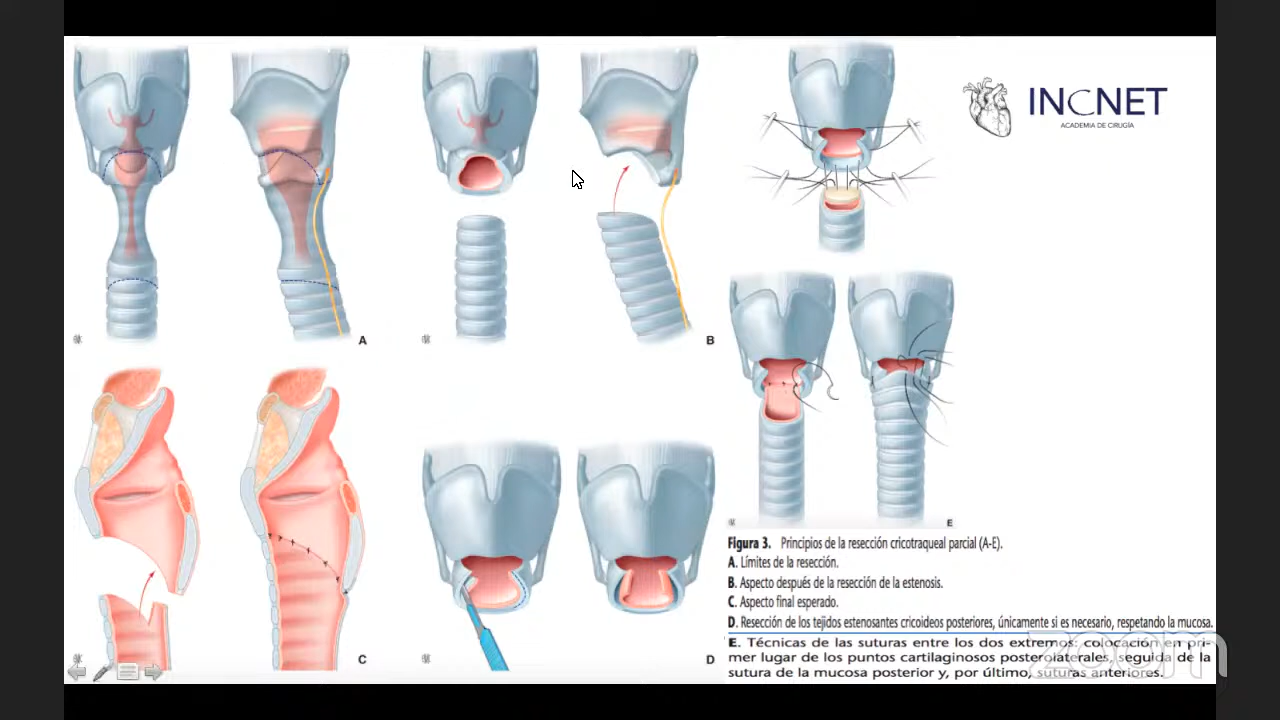 INCNET
ACADEMIA DE CIRUGÍA
A
B
C
D
E
Figura 3. Principios de la resección cricotraqueal parcial (A-E).
A. Límites de la resección.
B. Aspecto después de la resección de la estenosis.
C. Aspecto final esperado.
D. Resección de los tejidos estenosantes cricoideos posteriores, únicamente si es necesario, respetando la mucosa.
E. Técnicas de las suturas entre los dos extremos: colocación en pri-
mer lugar de los puntos cartilaginosos posterolaterales, seguida de la
sutura de la mucosa posterior y, por último, suturas anteriores.
zoom